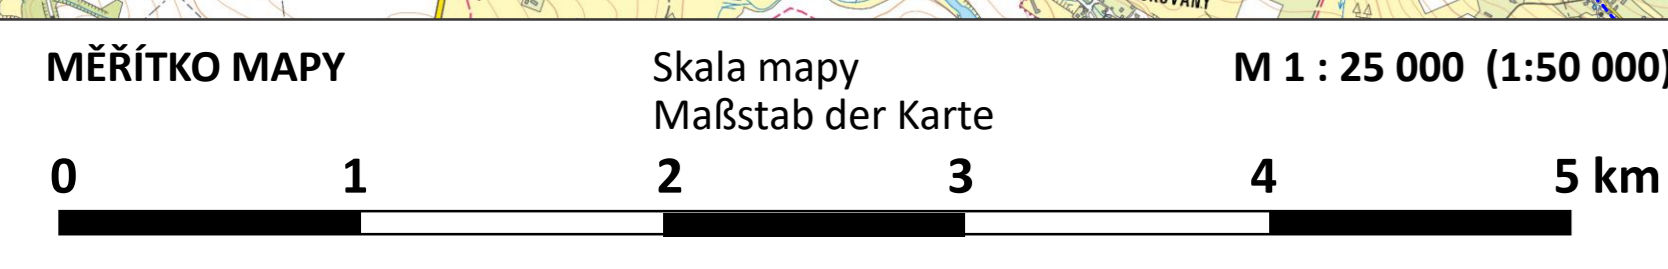 MĚŘÍTKO MAPY
Skala mapy
Maßstab der Karte
M 1 : 25 000 (1:50 000)
0 1 2 3 4 5 km